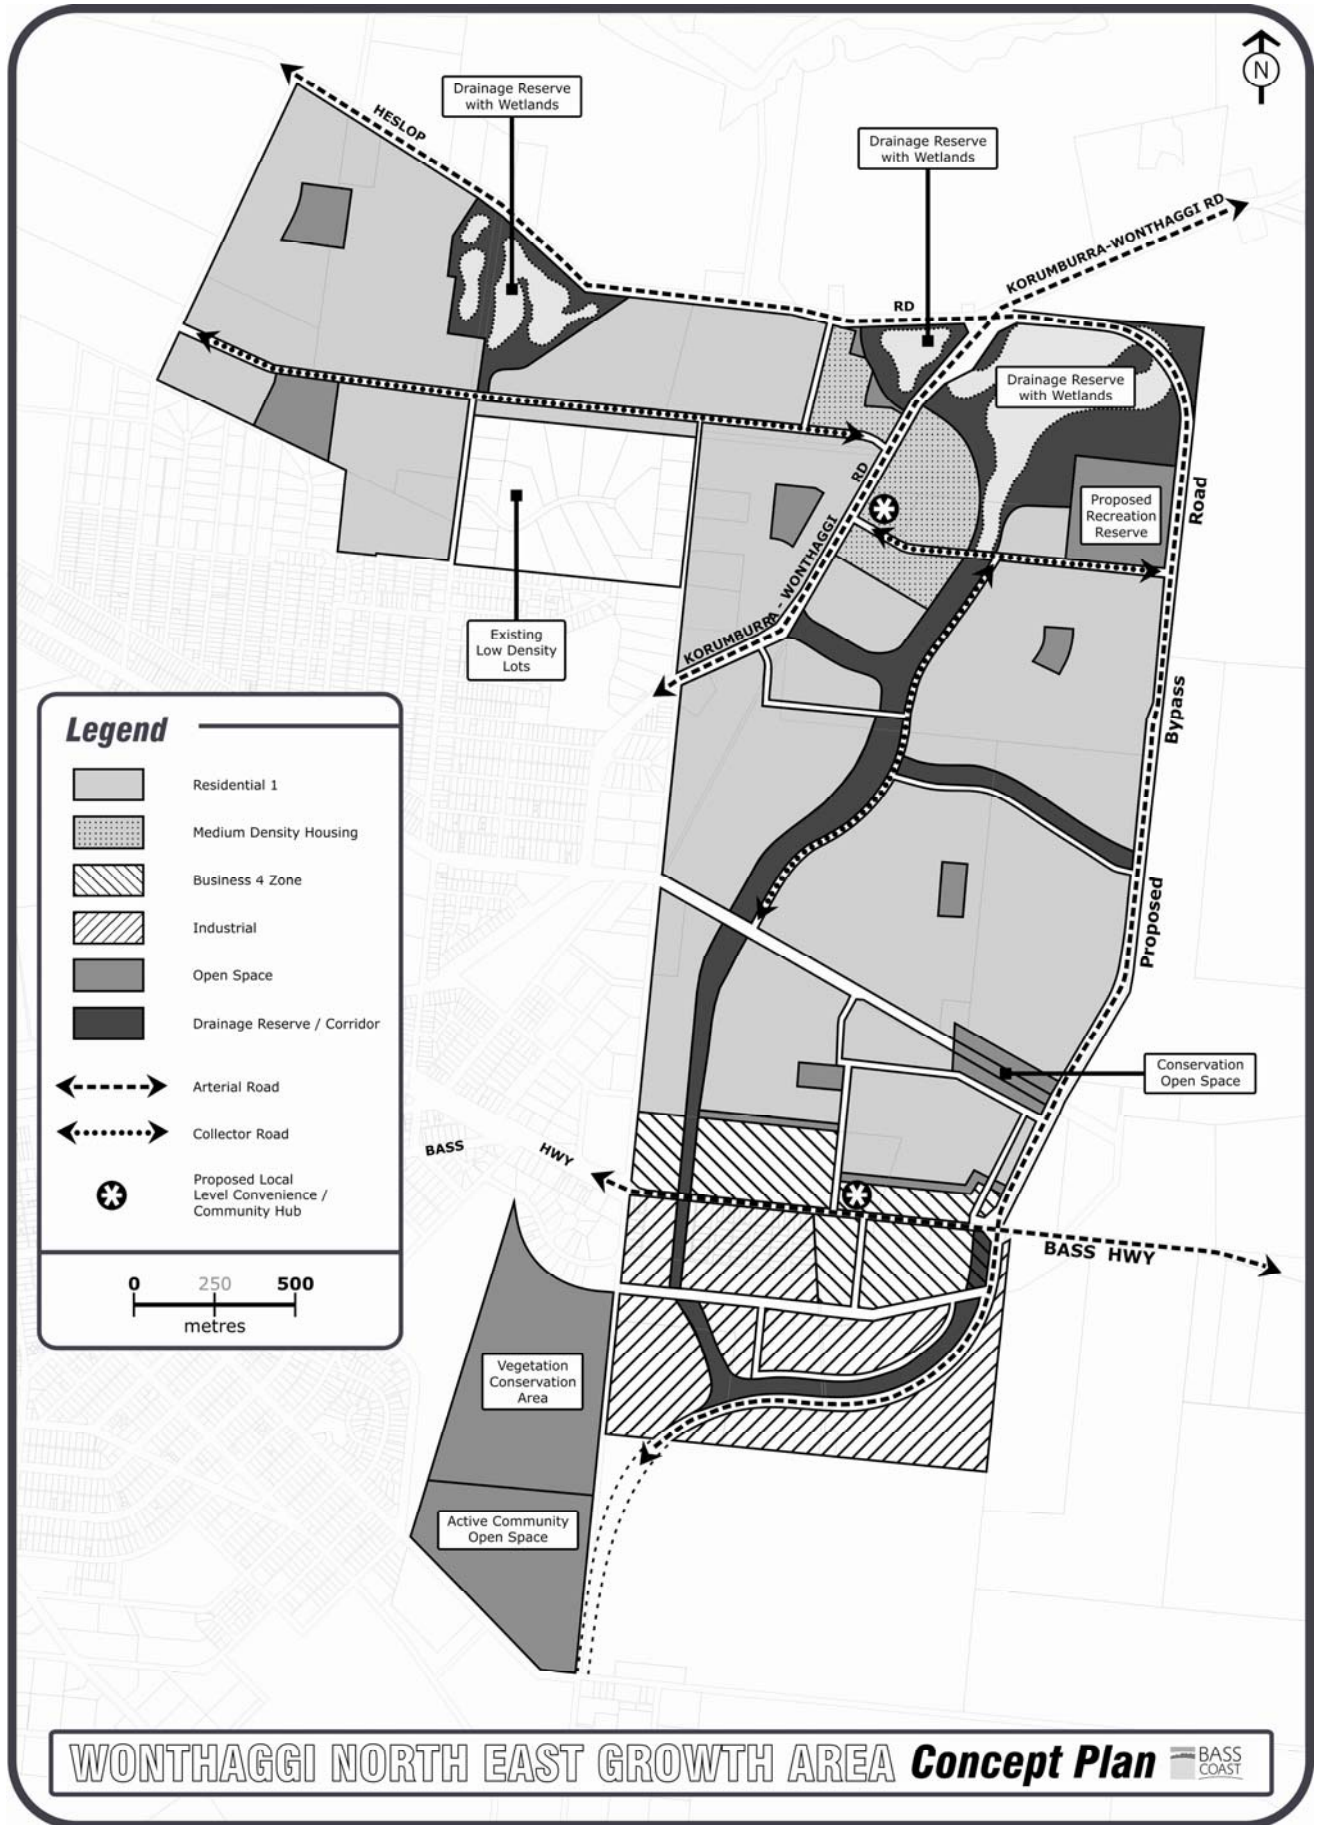 N
Drainage Reserve
with Wetlands
HESLOP
Drainage Reserve
with Wetlands
KORUMBURRA-WONTHAGGI RD
RD
Drainage Reserve
with Wetlands
RD
KORUMBURRA - WONTHAGGI
Proposed
Recreation
Reserve
Road
Bypass
Proposed
Existing
Low Density
Lots
Legend
Residential 1
Medium Density Housing
Business 4 Zone
Industrial
Open Space
Drainage Reserve / Corridor
Arterial Road
Collector Road
Proposed Local
Level Convenience /
Community Hub
0 250 500
metres
Conservation
Open Space
BASS HWY
BASS HWY
Vegetation
Conservation
Area
Active Community
Open Space
WONTHAGGI NORTH EAST GROWTH AREA Concept Plan
BASS
COAST